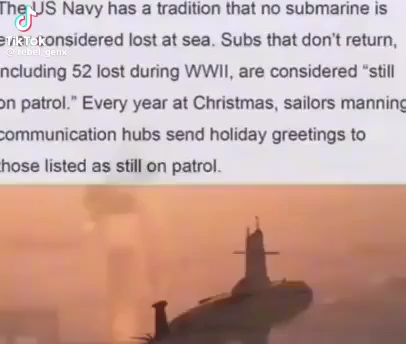 The US Navy has a tradition that no submarine is
considered lost at sea. Subs that don't return,
including 52 lost during WWII, are considered "still
on patrol." Every year at Christmas, sailors manning
communication hubs send holiday greetings to
those listed as still on patrol.
TikTok
@rebel_genx